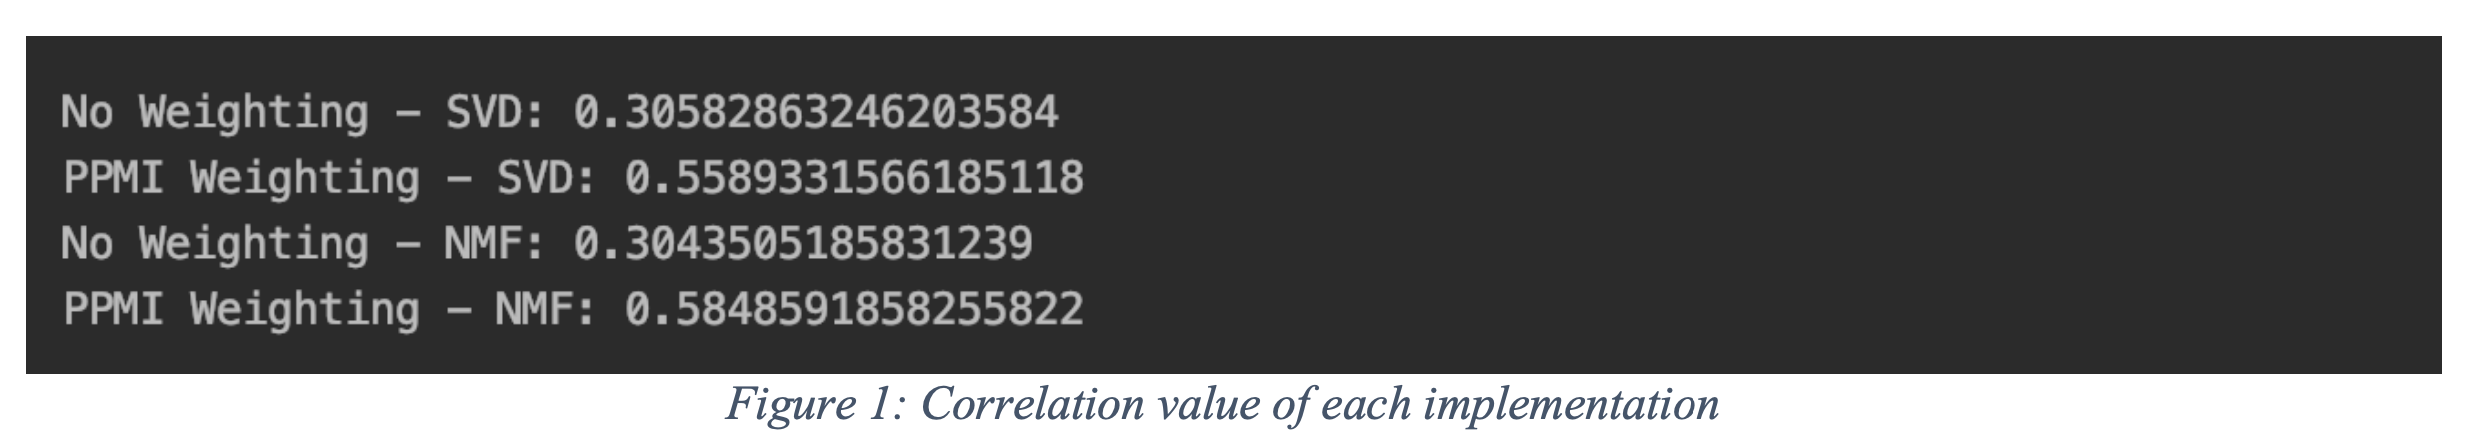 No Weighting – SVD: 0.30582863246203584
PPMI Weighting – SVD: 0.5589331566185118
No Weighting – NMF: 0.3043505185831239
PPMI Weighting – NMF: 0.5848591858255822
Figure 1: Correlation value of each implementation